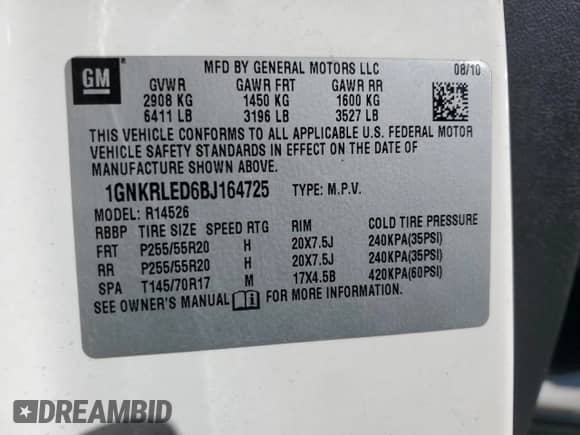 GM
MFD BY GENERAL MOTORS LLC 08/10
GVWR GAWR FRT GAWR RR
2908 KG 1450 KG 1600 KG
6411 LB 3196 LB 3527 LB
THIS VEHICLE CONFORMS TO ALL APPLICABLE U.S. FEDERAL MOTOR
VEHICLE SAFETY STANDARDS IN EFFECT ON THE DATE OF
MANUFACTURE SHOWN ABOVE.
1GNKRLED6BJ164725 TYPE: M.P.V.
MODEL: R14526
RBBP TIRE SIZE SPEED RTG RIM COLD TIRE PRESSURE
FRT P255/55R20 H 20X7.5J 240KPA(35PSI)
RR P255/55R20 H 20X7.5J 240KPA(35PSI)
SPA T145/70R17 M 17X4.5B 420KPA(60PSI)
SEE OWNER'S MANUAL FOR MORE INFORMATION.
DREAMBID